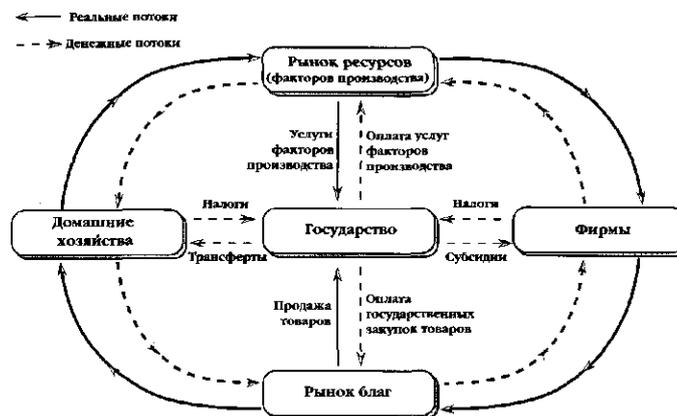 Реальные потоки
Денежные потоки
Рынок ресурсов
(факторов производства)
Услуги
факторов
производства
Оплата услуг
факторов
производства
Налоги
Налоги
Домашние
хозяйства
Государство
Фирмы
Трансферты
Субсидии
Продажа
товаров
Оплата
государственных
закупок товаров
Рынок благ